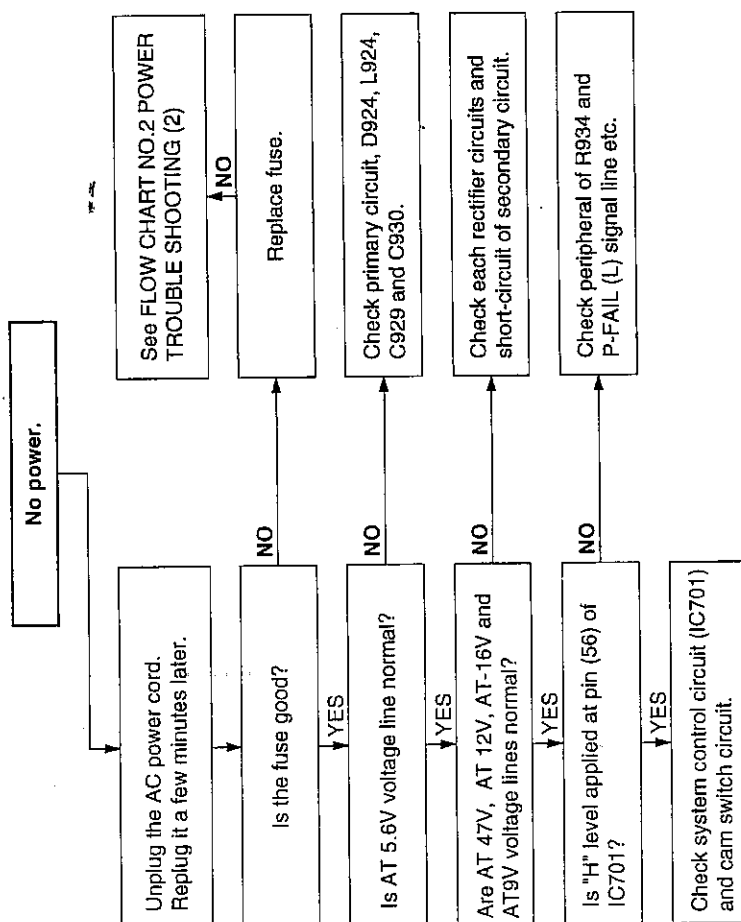 No power.
Unplug the AC power cord.
Replug it a few minutes later.
Is the fuse good?
NO
Replace fuse.
NO
See FLOW CHART NO.2 POWER
TROUBLE SHOOTING (2)
YES
Is AT 5.6V voltage line normal?
NO
Check primary circuit, D924, L924,
C929 and C930.
YES
Are AT 47V, AT 12V, AT-16V and
AT9V voltage lines normal?
NO
Check each rectifier circuits and
short-circuit of secondary circuit.
YES
Is "H" level applied at pin (56) of
IC701?
NO
Check peripheral of R934 and
P-FAIL (L) signal line etc.
YES
Check system control circuit (IC701)
and cam switch circuit.